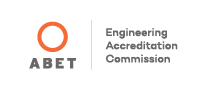 ABET
Engineering
Accreditation
Commission